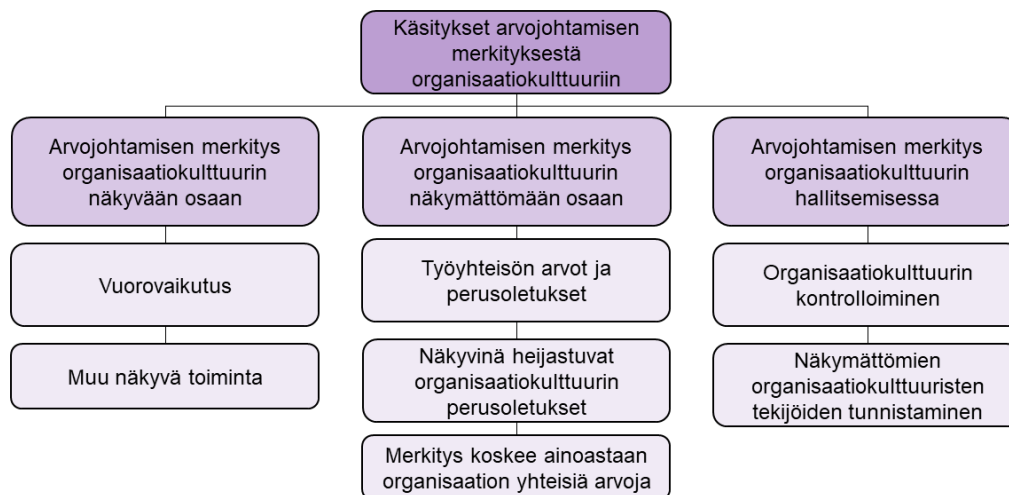 Käsitykset arvojohtamisen
merkityksestä
organisaatiokulttuuriin
Arvojohtamisen merkitys
organisaatiokulttuurin
näkyvään osaan
Vuorovaikutus
Muu näkyvä toiminta
Arvojohtamisen merkitys
organisaatiokulttuurin
näkymättömään osaan
Työyhteisön arvot ja
perusoletukset
Näkyvinä heijastuvat
organisaatiokulttuurin
perusoletukset
Merkitys koskee ainoastaan
organisaation yhteisiä arvoja
Arvojohtamisen merkitys
organisaatiokulttuurin
hallitsemisessa
Organisaatiokulttuurin
kontrolloiminen
Näkymättömien
organisaatiokulttuuristen
tekijöiden tunnistaminen